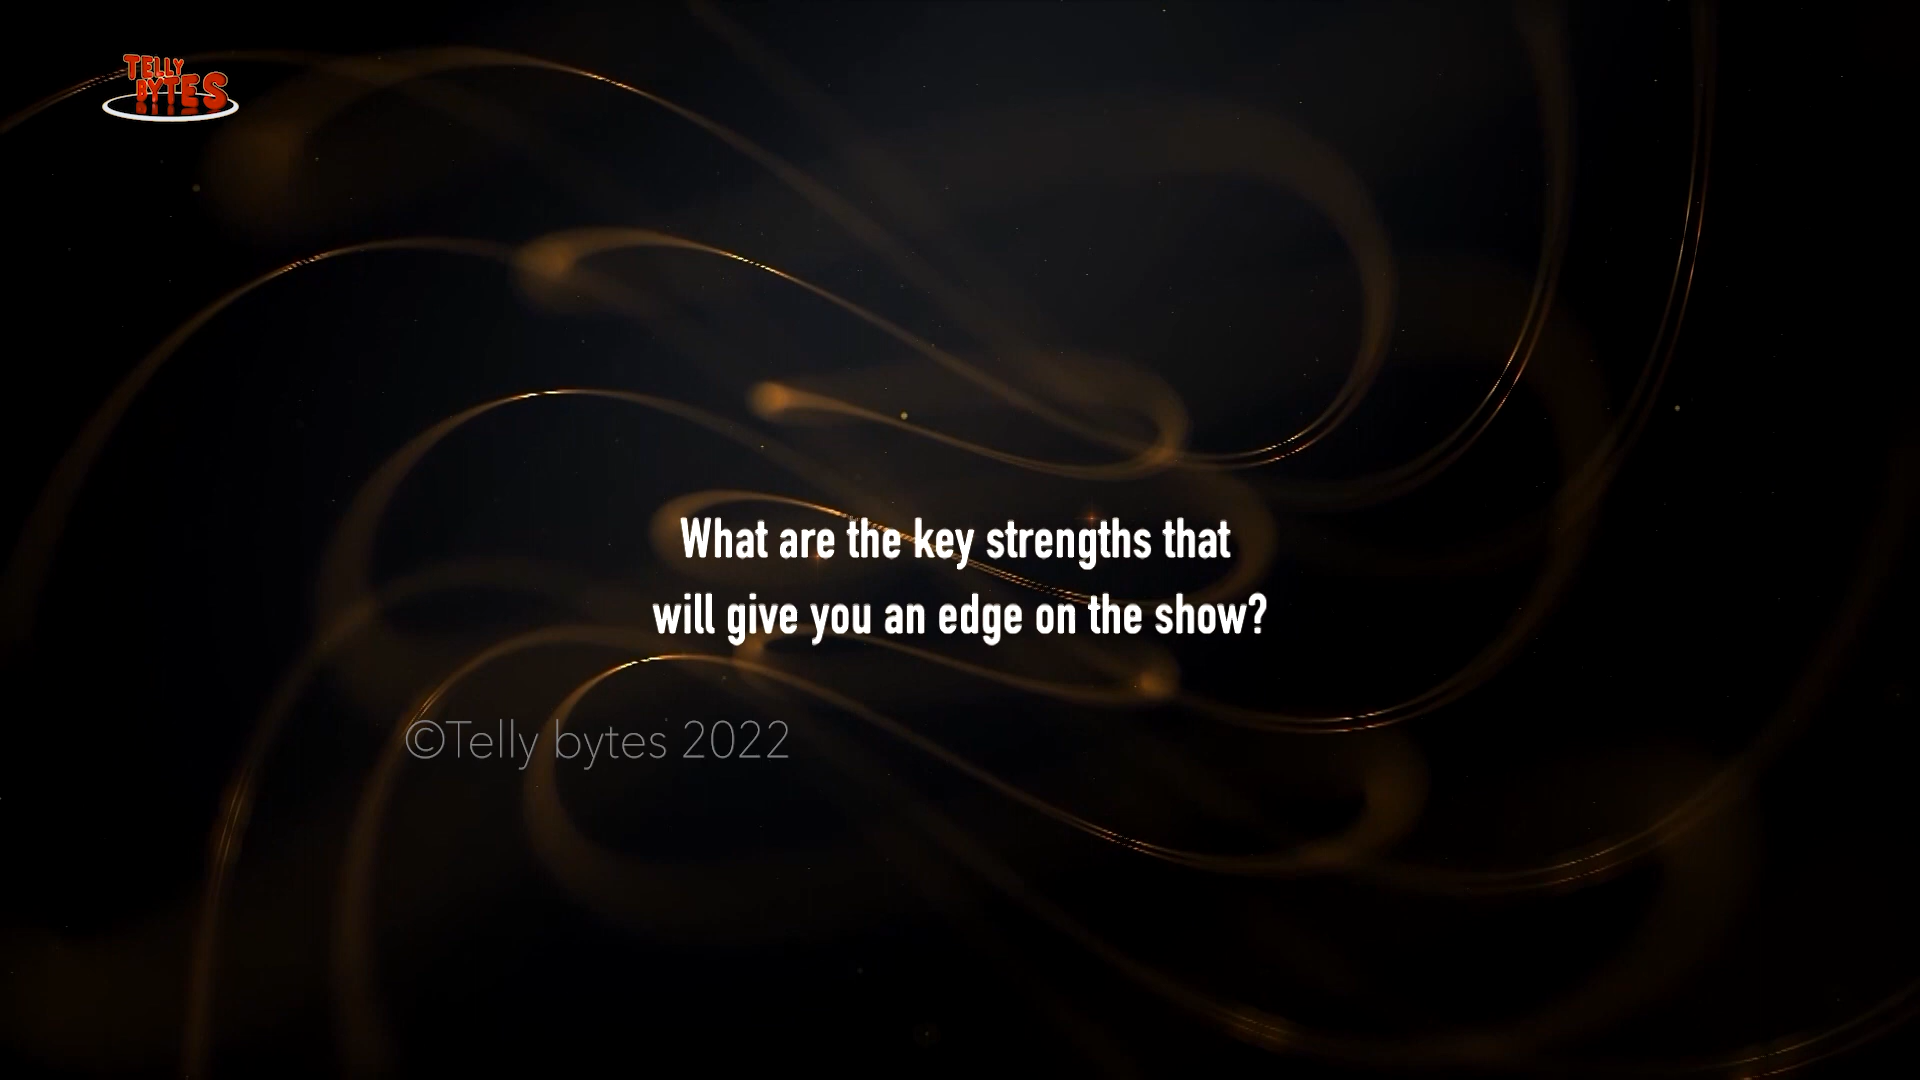 TELLY
BYTES
What are the key strengths that
will give you an edge on the show?
©Telly bytes 2022